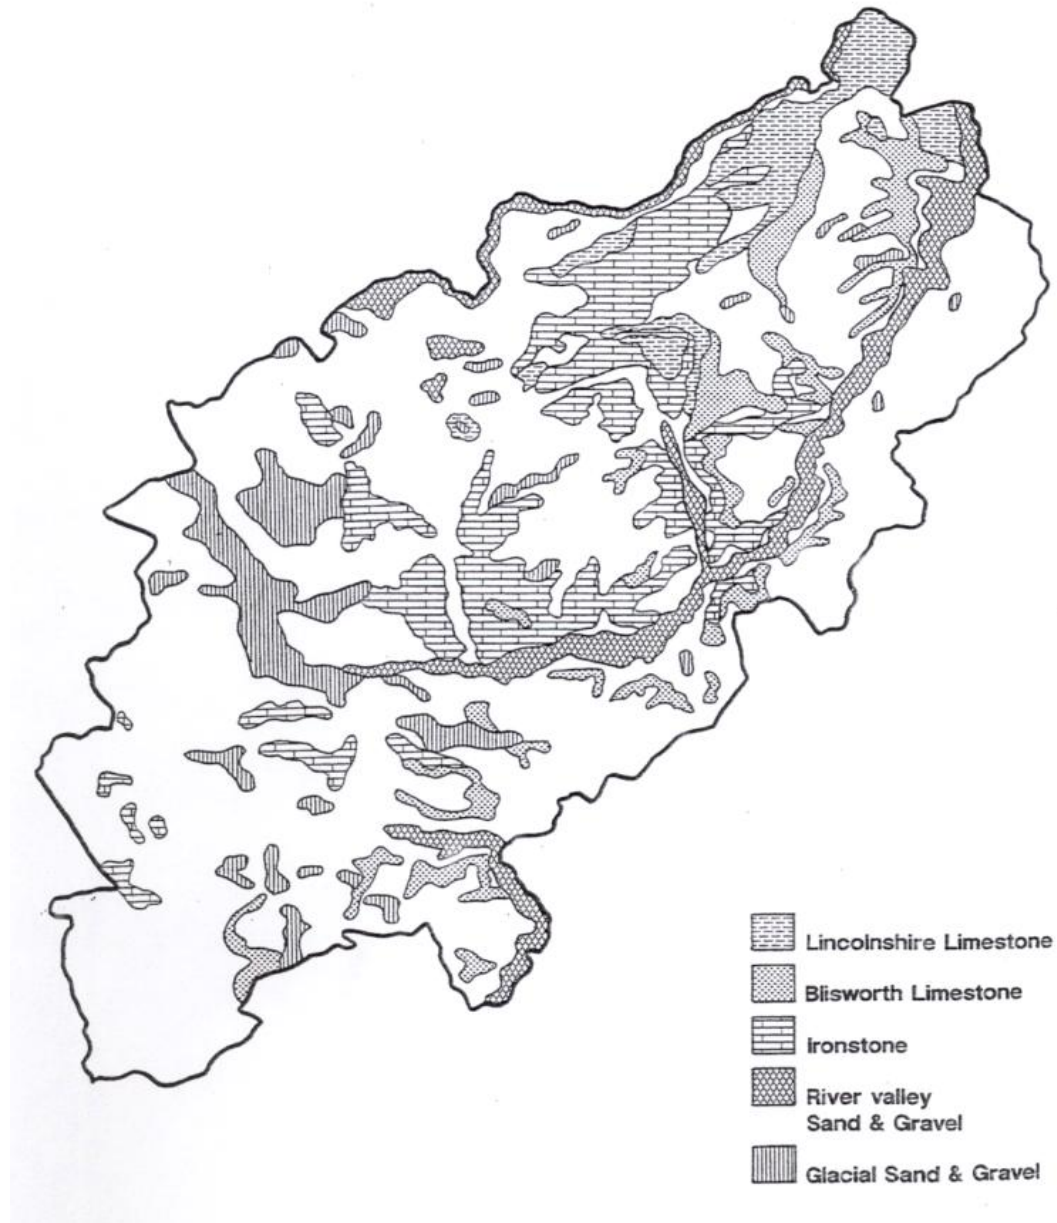 Lincolnshire Limestone
Blisworth Limestone
Ironstone
River valley
Sand & Gravel
Glacial Sand & Gravel